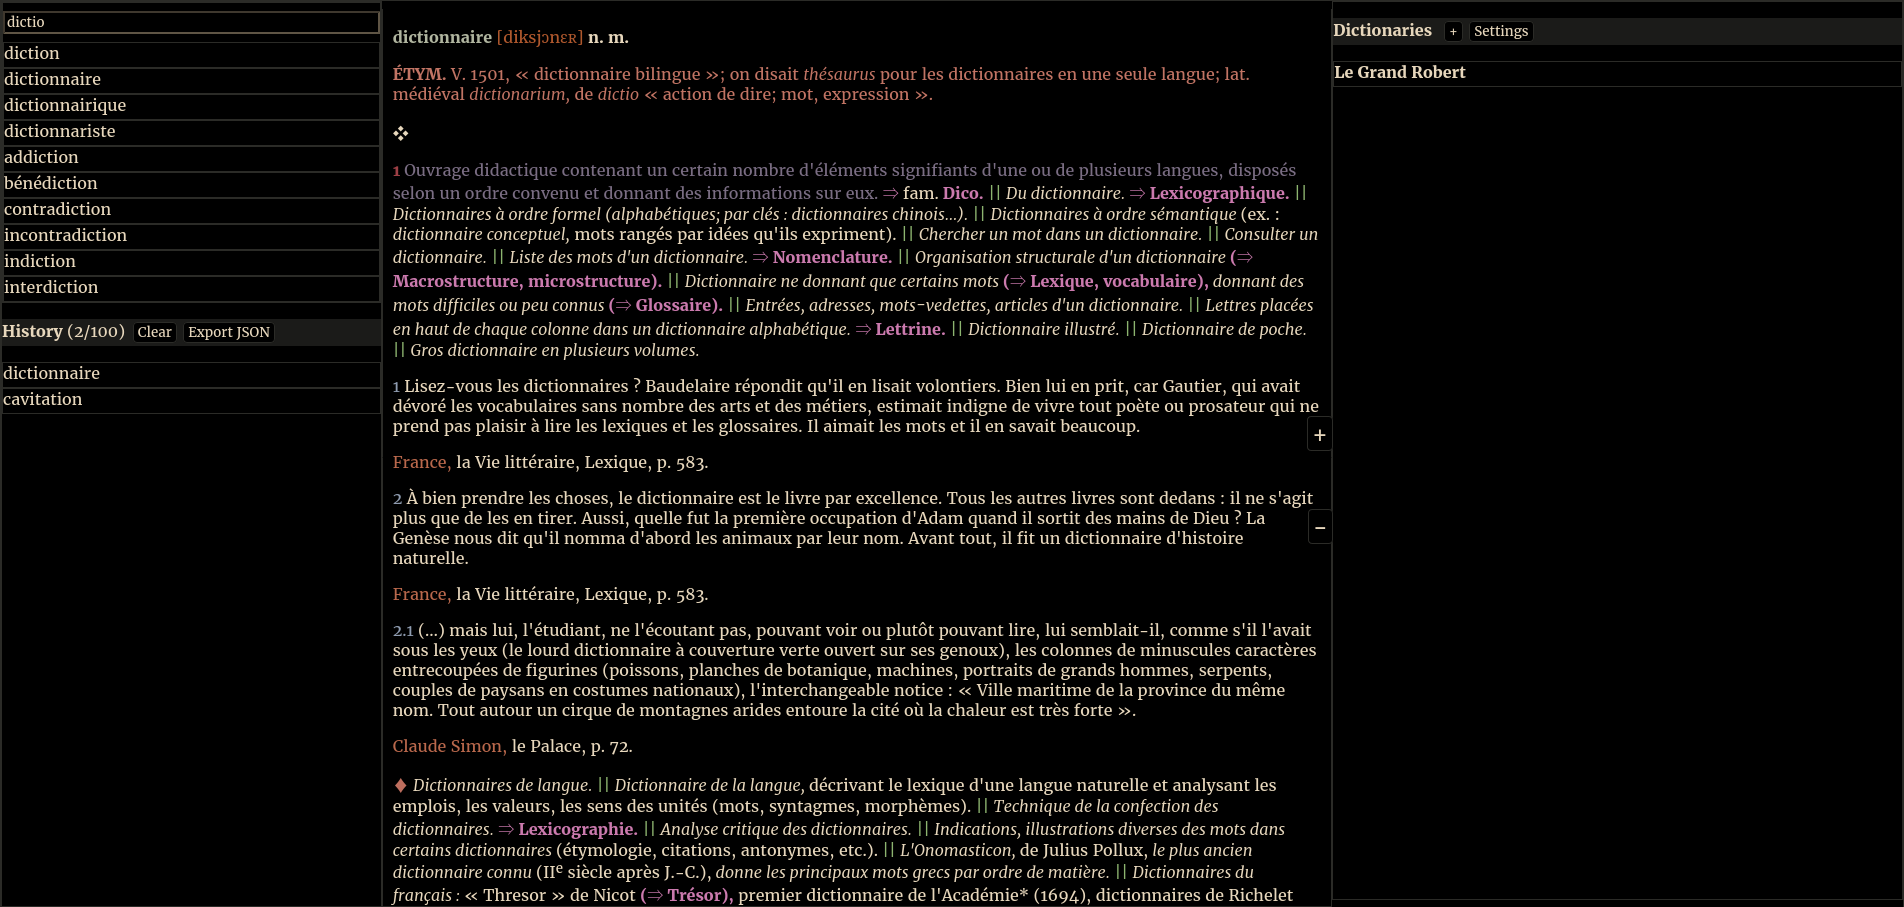 dictio
diction
dictionnaire
dictionnairique
dictionnariste
addiction
bénédiction
contradiction
incontradiction
indiction
interdiction
History (2/100) Clear Export JSON
dictionnaire
cavitation
dictionnaire [diksjɔnɛʀ] n. m.
ÉTYM. V. 1501, « dictionnaire bilingue »; on disait thésaurus pour les dictionnaires en une seule langue; lat.
médiéval dictionarium, de dictio « action de dire; mot, expression ».
❖
1 Ouvrage didactique contenant un certain nombre d'éléments signifiants d'une ou de plusieurs langues, disposés
selon un ordre convenu et donnant des informations sur eux. ⇒ fam. Dico. || Du dictionnaire. ⇒ Lexicographique. ||
Dictionnaires à ordre formel (alphabétiques; par clés : dictionnaires chinois…). || Dictionnaires à ordre sémantique (ex. :
dictionnaire conceptuel, mots rangés par idées qu'ils expriment). || Chercher un mot dans un dictionnaire. || Consulter un
dictionnaire. || Liste des mots d'un dictionnaire. ⇒ Nomenclature. || Organisation structurale d'un dictionnaire (⇒
Macrostructure, microstructure). || Dictionnaire ne donnant que certains mots (⇒ Lexique, vocabulaire), donnant des
mots difficiles ou peu connus (⇒ Glossaire). || Entrées, adresses, mots-vedettes, articles d'un dictionnaire. || Lettres placées
en haut de chaque colonne dans un dictionnaire alphabétique. ⇒ Lettrine. || Dictionnaire illustré. || Dictionnaire de poche.
|| Gros dictionnaire en plusieurs volumes.
1 Lisez-vous les dictionnaires ? Baudelaire répondit qu'il en lisait volontiers. Bien lui en prit, car Gautier, qui avait
dévoré les vocabulaires sans nombre des arts et des métiers, estimait indigne de vivre tout poète ou prosateur qui ne
prend pas plaisir à lire les lexiques et les glossaires. Il aimait les mots et il en savait beaucoup.
France, la Vie littéraire, Lexique, p. 583.
2 À bien prendre les choses, le dictionnaire est le livre par excellence. Tous les autres livres sont dedans : il ne s'agit
plus que de les en tirer. Aussi, quelle fut la première occupation d'Adam quand il sortit des mains de Dieu ? La
Genèse nous dit qu'il nomma d'abord les animaux par leur nom. Avant tout, il fit un dictionnaire d'histoire
naturelle.
France, la Vie littéraire, Lexique, p. 583.
2.1 (…) mais lui, l'étudiant, ne l'écoutant pas, pouvant voir ou plutôt pouvant lire, lui semblait-il, comme s'il l'avait
sous les yeux (le lourd dictionnaire à couverture verte ouvert sur ses genoux), les colonnes de minuscules caractères
entrecoupées de figurines (poissons, planches de botanique, machines, portraits de grands hommes, serpents,
couples de paysans en costumes nationaux), l'interchangeable notice : « Ville maritime de la province du même
nom. Tout autour un cirque de montagnes arides entoure la cité où la chaleur est très forte ».
Claude Simon, le Palace, p. 72.
♦ Dictionnaires de langue. || Dictionnaire de la langue, décrivant le lexique d'une langue naturelle et analysant les
emplois, les valeurs, les sens des unités (mots, syntagmes, morphèmes). || Technique de la confection des
dictionnaires. ⇒ Lexicographie. || Analyse critique des dictionnaires. || Indications, illustrations diverses des mots dans
certains dictionnaires (étymologie, citations, antonymes, etc.). || L'Onomasticon, de Julius Pollux, le plus ancien
dictionnaire connu (IIe siècle après J.-C.), donne les principaux mots grecs par ordre de matière. || Dictionnaires du
français : « Thresor » de Nicot (⇒ Trésor), premier dictionnaire de l'Académie* (1694), dictionnaires de Richelet
+
−
Dictionaries + Settings
Le Grand Robert